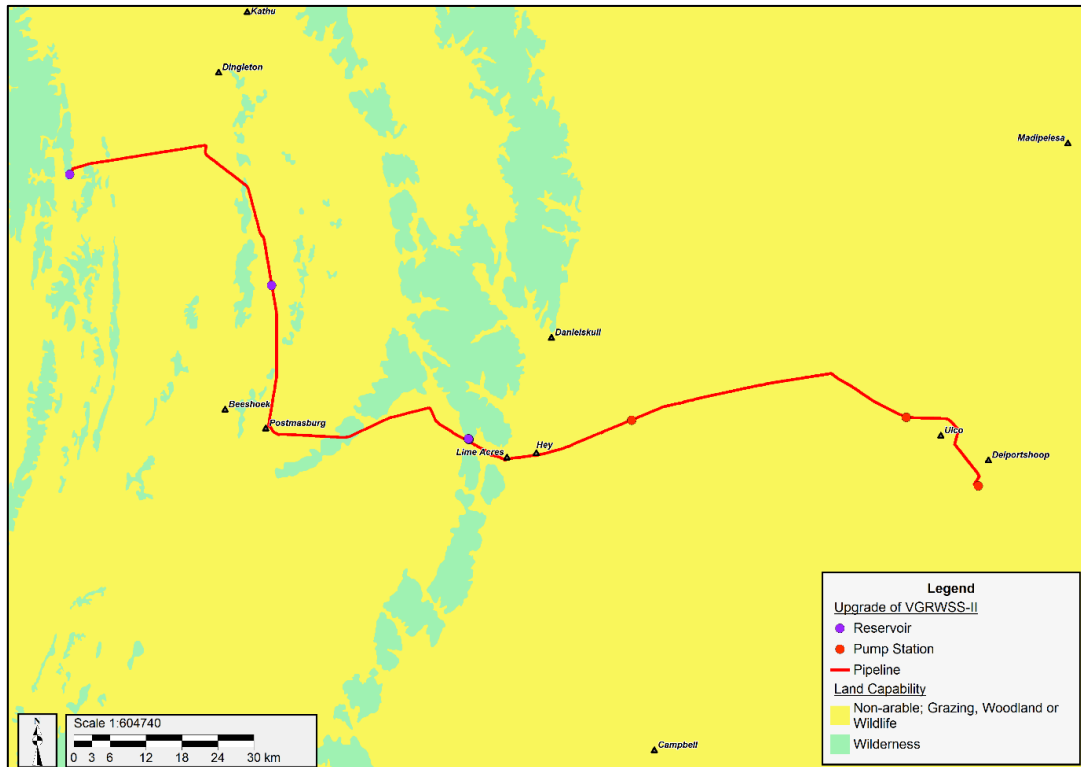 Kathu
Dingleton
Madipelesa
Danielskuil
Beeshoek
Postmasburg
Hey
Lime Acres
Ulco
Delportshoop
Campbell
Legend
Upgrade of VGRWSS-II
Reservoir
Pump Station
Pipeline
Land Capability
Non-arable; Grazing, Woodland or
Wildlife
Wilderness
N
Scale 1:604740
0 3 6 12 18 24 30 km